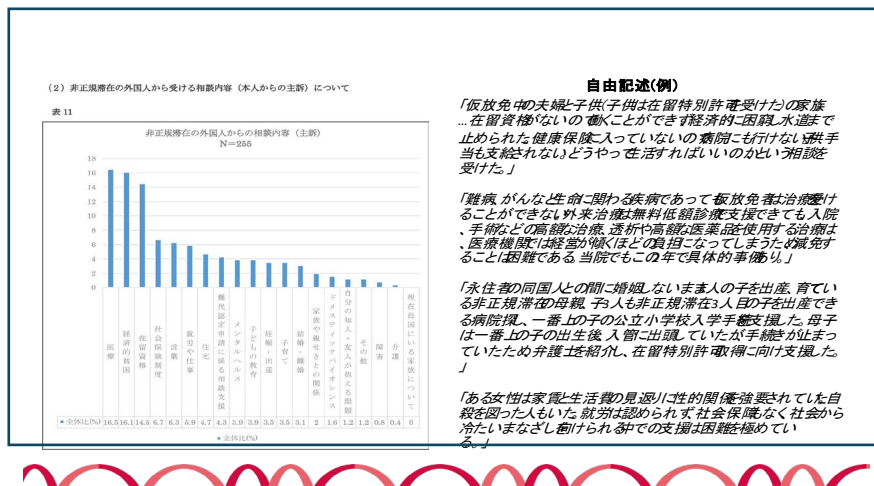 （2）非正規滞在の外国人から受ける相談内容（本人からの主訴）について
表 11
非正規滞在の外国人からの相談内容（主訴）
N=255
18
16
14
12
10
8
6
4
2
0
医療
経済的貧困
在留資格
社会保険制度
言葉
就労や仕事
住宅
難民認定申請に係る相談支援
メンタルヘルス
子どもの教育
妊娠・出産
子育て
結婚・離婚
家族や親せきとの関係
ドメスティックバイオレンス
自分の知人・友人が抱える問題
その他
障害
介護
現在母国にいる家族について
全体比(%) 16.5 16.1 14.5 6.7 6.3 5.9 4.7 4.3 3.9 3.9 3.5 3.5 3.1 2 1.6 1.2 1.2 0.8 0.4 0
全体比(%)
自由記述(例)
「仮放免中の夫婦と子供(子供は在留特別許可を受けた)の家族
…在留資格がないので働くことができず経済的に困窮し水道まで
止められた。健康保険に入っていないので病院にも行けない。子供手
当も支給されない。どうやって生活すればいいのかという相談を
受けた。」
「難病、がんなど生命に関わる疾病であっても仮放免者は治療を受け
ることができない。外来治療は無料低額診療で支援できても入院
、手術などの高額な治療、透析や高額な医薬品を使用する治療は
、医療機関では経営が傾くほどの負担になってしまうため減免す
ることは困難である。当院でもこの2年で具体的事例あり。」
「永住者の同国人との間に婚姻しないまま3人の子を出産、育ててい
る非正規滞在の母親、子3人も非正規滞在。3人目の子を出産でき
る病院探し、一番上の子の公立小学校入学手続を支援した。母子
は一番上の子の出生後、入管に出頭していたが手続きが止まっ
ていたため弁護士を紹介し、在留特別許可取得に向け支援した。
」
「ある女性は家賃と生活費の見返りに性的関係を強要されていた。自
殺を図った人もいた。就労は認められず、社会保障もなく社会から
冷たいまなざしを向けられる中での支援は困難を極めてい
る。」